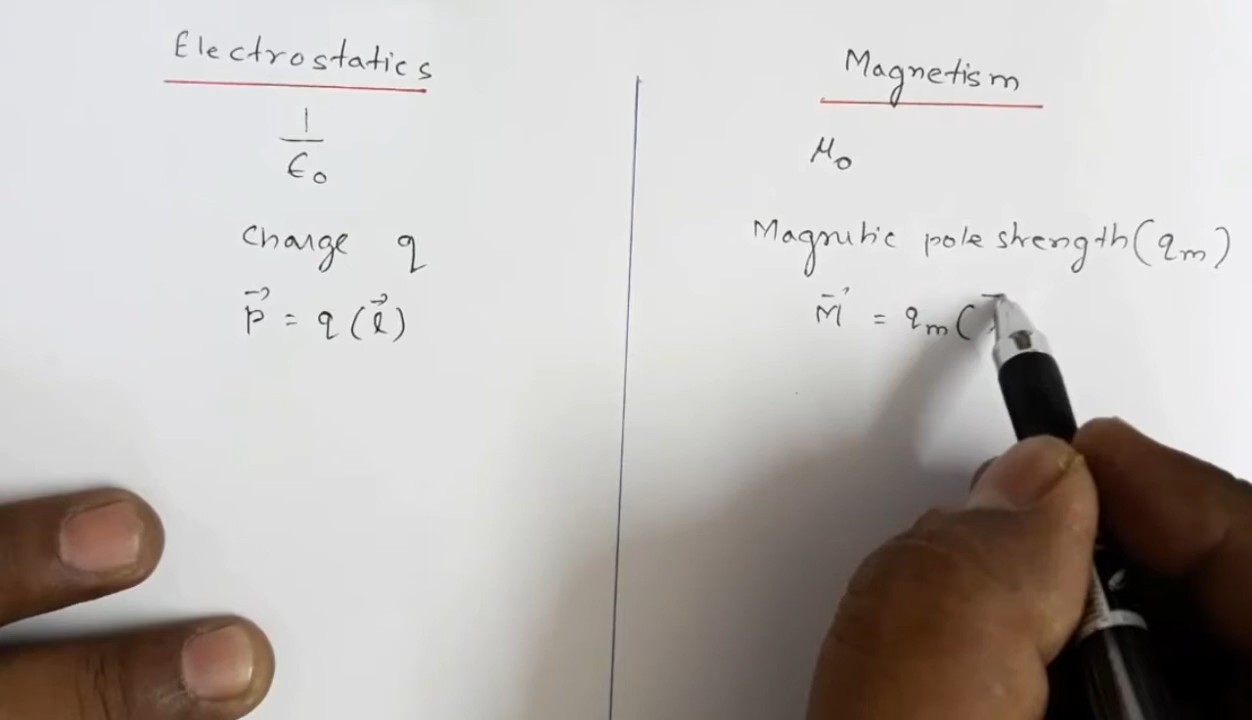 Electrostatics
1
ϵ0
Charge q
p⃗ = q (l⃗)
Magnetism
μ0
Magnetic pole strength (qm)
M⃗ = qm (